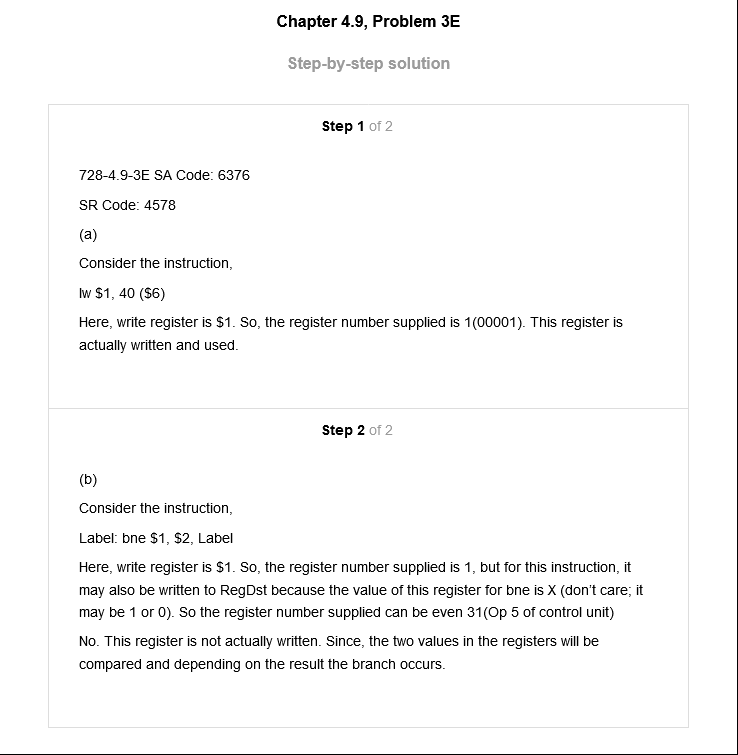 Chapter 4.9, Problem 3E
Step-by-step solution
Step 1 of 2
728-4.9-3E SA Code: 6376
SR Code: 4578
(a)
Consider the instruction,
lw $1, 40 ($6)
Here, write register is $1. So, the register number supplied is 1(00001). This register is
actually written and used.
Step 2 of 2
(b)
Consider the instruction,
Label: bne $1, $2, Label
Here, write register is $1. So, the register number supplied is 1, but for this instruction, it
may also be written to RegDst because the value of this register for bne is X (don't care; it
may be 1 or 0). So the register number supplied can be even 31(Op 5 of control unit)
No. This register is not actually written. Since, the two values in the registers will be
compared and depending on the result the branch occurs.